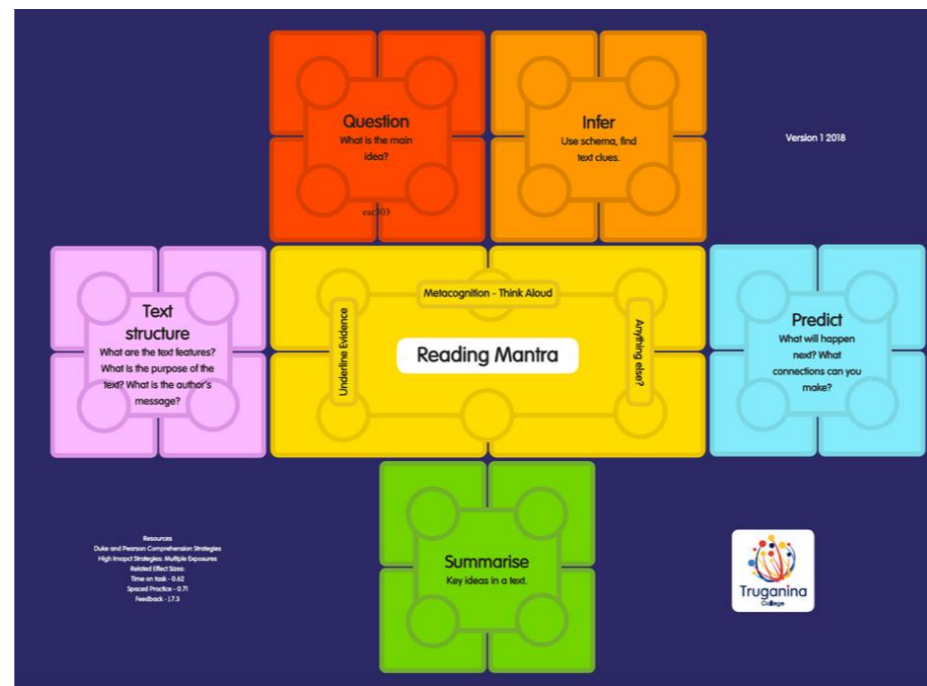 Question
What is the main
idea?
esc303
Infer
Use schema, find
text clues.
Version 1 2018
Text
structure
What are the text features?
What is the purpose of the
text? What is the author's
message?
Metacognition - Think Aloud
Underline Evidence
Reading Mantra
Anything else?
Predict
What will happen
next? What
connections can you
make?
Summarise
Key ideas in a text.
Resources
Duke and Pearson Comprehension Strategies
High Imapct Strategies: Multiple Exposures
Related Effect Sizes:
Time on task - 0.62
Spaced Practice - 0.71
Feedback -
Truganina
College